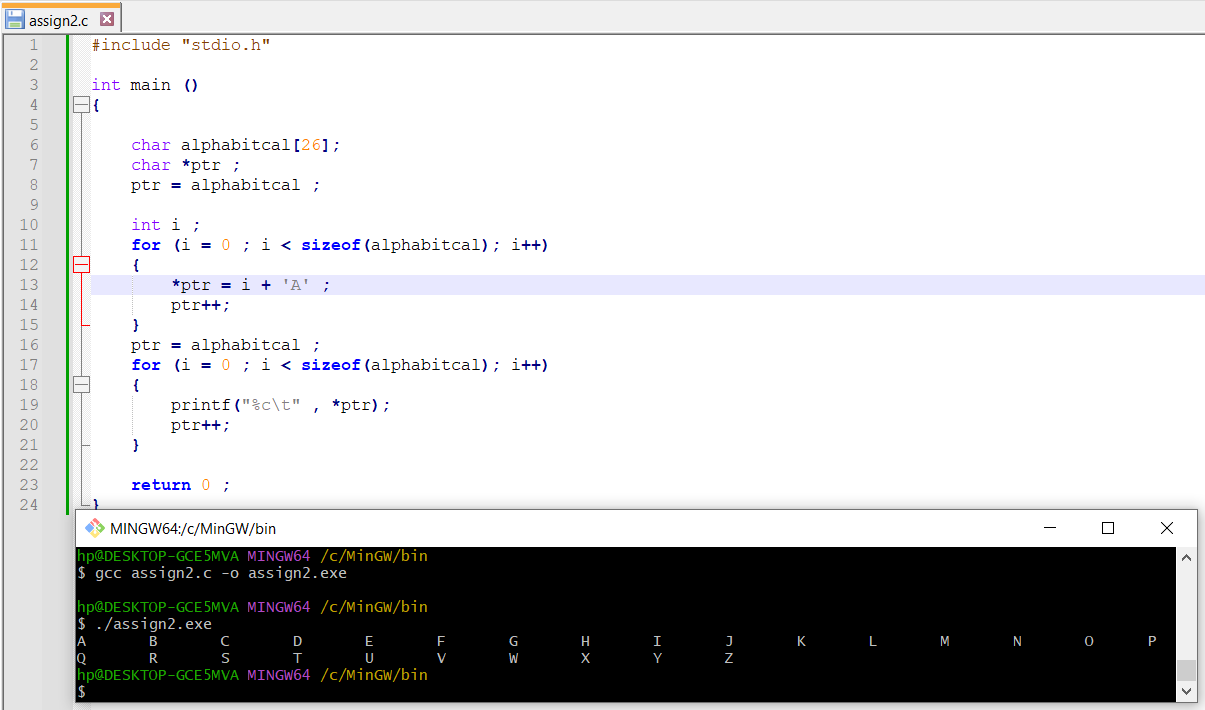 assign2.c
1 #include "stdio.h"
2
3 int main ()
4 {
5
6 char alphabitcal[26];
7 char *ptr ;
8 ptr = alphabitcal ;
9
10 int i ;
11 for (i = 0 ; i < sizeof(alphabitcal); i++)
12 {
13 *ptr = i + 'A' ;
14 ptr++;
15 }
16 ptr = alphabitcal ;
17 for (i = 0 ; i < sizeof(alphabitcal); i++)
18 {
19 printf("%c\t" , *ptr);
20 ptr++;
21 }
22
23 return 0 ;
24 }
MINGW64:/c/MinGW/bin
hp@DESKTOP-GCE5MVA MINGW64 /c/MinGW/bin
$ gcc assign2.c -o assign2.exe
hp@DESKTOP-GCE5MVA MINGW64 /c/MinGW/bin
$ ./assign2.exe
A B C D E F G H I J K L M N O P
Q R S T U V W X Y Z
hp@DESKTOP-GCE5MVA MINGW64 /c/MinGW/bin
$